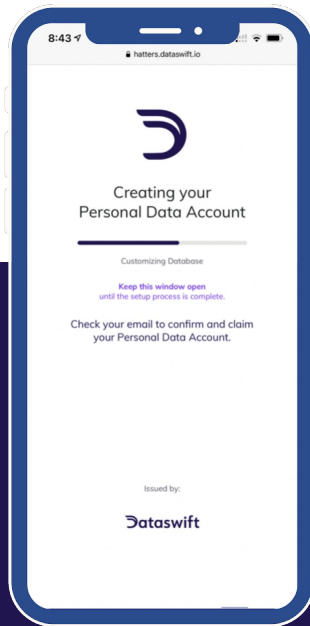 8:43
hatters.dataswift.io
Creating your
Personal Data Account
Customizing Database
Keep this window open
until the setup process is complete.
Check your email to confirm and claim
your Personal Data Account.
Issued by:
Dataswift